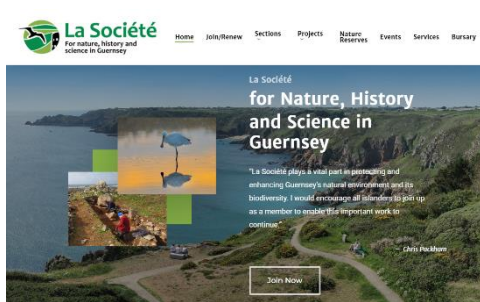 La Société
For nature, history and
science in Guernsey
Home Join/Renew Sections Projects Nature Reserves Events Services Bursary
La Société
for Nature, History
and Science in
Guernsey
"La Société plays a vital part in protecting and
enhancing Guernsey's natural environment and its
biodiversity. I would encourage all islanders to join up
as a member to enable this important work to
continue."
– Chris Packham
Join Now